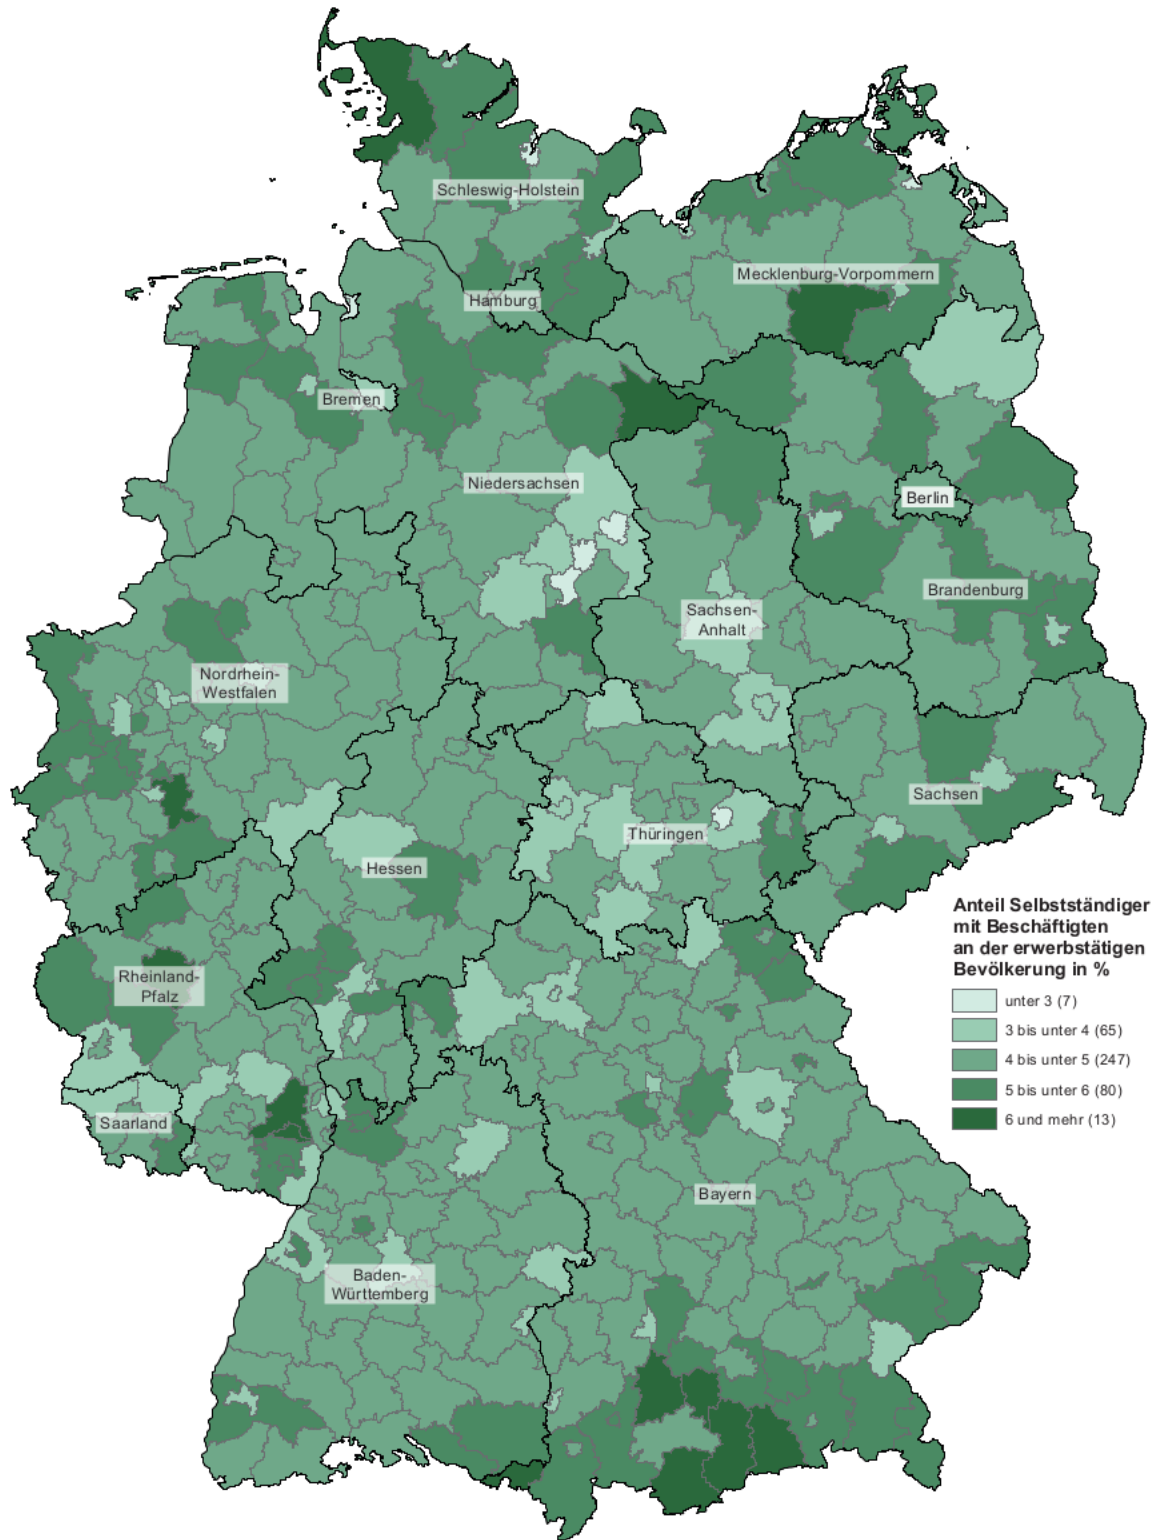 Schleswig-Holstein
Mecklenburg-Vorpommern
Hamburg
Bremen
Niedersachsen
Berlin
Brandenburg
Sachsen-
Anhalt
Nordrhein-
Westfalen
Sachsen
Thüringen
Hessen
Rheinland-
Pfalz
Saarland
Bayern
Baden-
Württemberg
Anteil Selbstständiger
mit Beschäftigten
an der erwerbstätigen
Bevölkerung in %
unter 3 (7)
3 bis unter 4 (65)
4 bis unter 5 (247)
5 bis unter 6 (80)
6 und mehr (13)